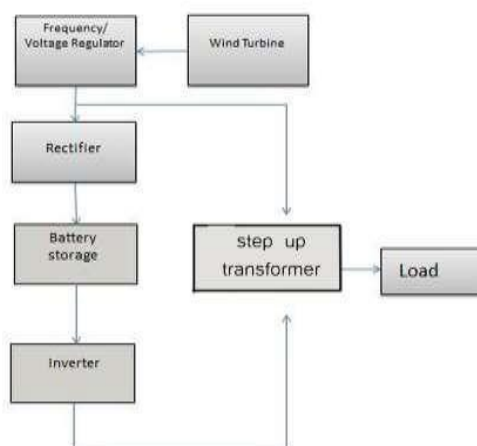 Frequency/
Voltage Regulator
Wind Turbine
Rectifier
Battery
storage
step up
transformer
Load
Inverter